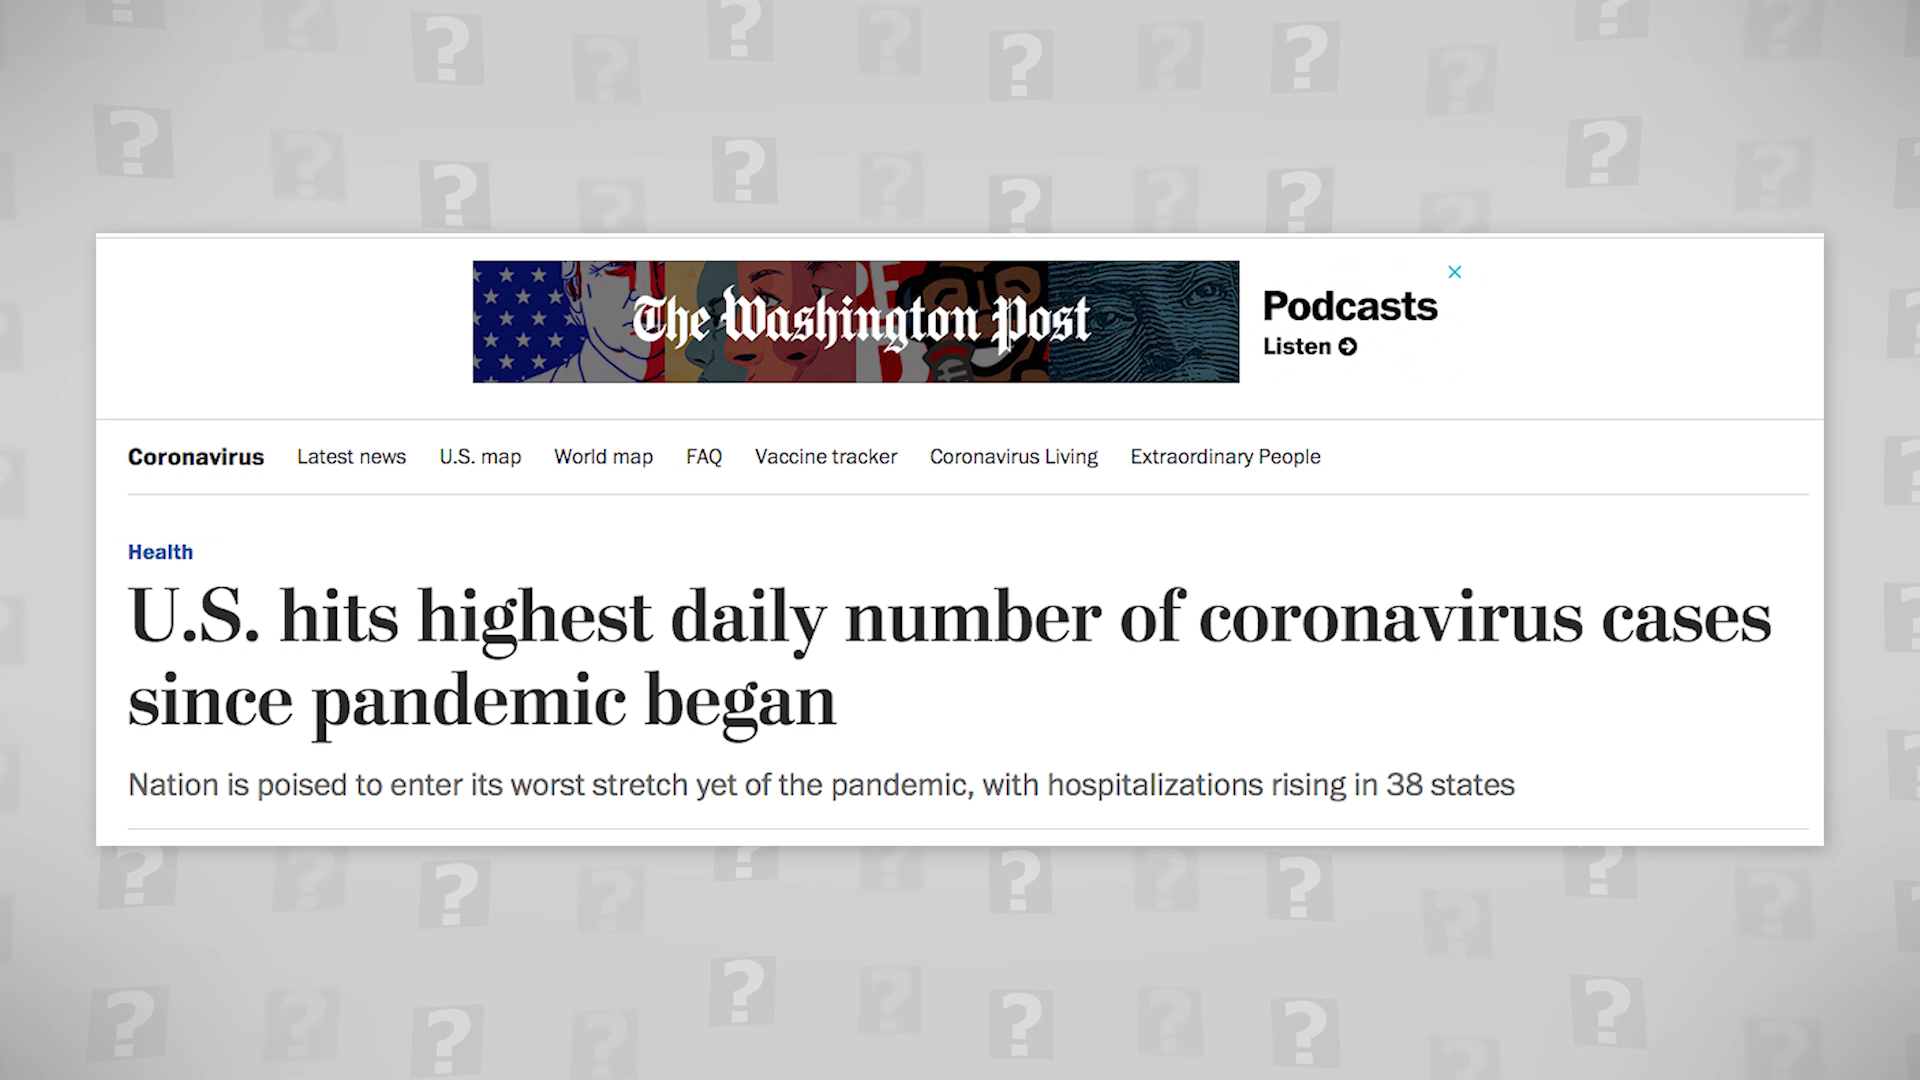 The Washington Post
Podcasts
Listen
Coronavirus Latest news U.S. map World map FAQ Vaccine tracker Coronavirus Living Extraordinary People
Health
U.S. hits highest daily number of coronavirus cases
since pandemic began
Nation is poised to enter its worst stretch yet of the pandemic, with hospitalizations rising in 38 states